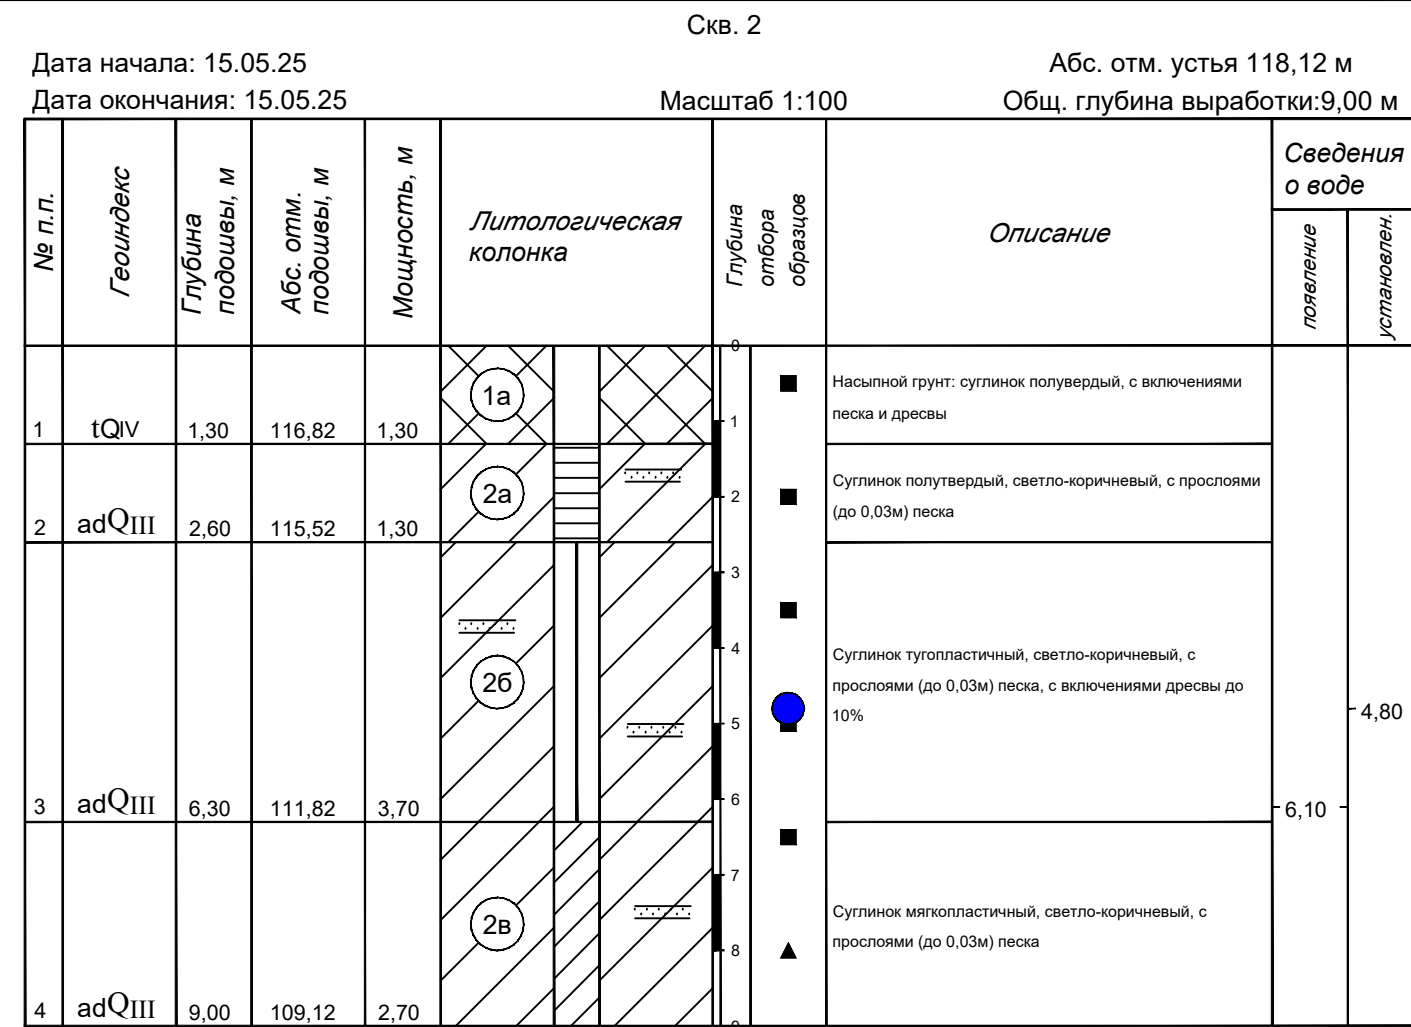 Скв. 2
Дата начала: 15.05.25
Абс. отм. устья 118,12 м
Дата окончания: 15.05.25
Масштаб 1:100
Общ. глубина выработки:9,00 м
№ п.п.
Геоиндекс
Глубина
подошвы, м
Абс. отм.
подошвы, м
Мощность, м
Литологическая
колонка
Глубина
отбора
образцов
Описание
Сведения
о воде
появление
установлен.
0
1а
Насыпной грунт: суглинок полувердый, с включениями
песка и дресвы
1
1 tQIV 1,30 116,82 1,30
2а
Суглинок полутвердый, светло-коричневый, с прослоями
(до 0,03м) песка
2
2 adQIII 2,60 115,52 1,30
3
4
2б
Суглинок тугопластичный, светло-коричневый, с
прослоями (до 0,03м) песка, с включениями дресвы до
10%
4,80
5
6
3 adQIII 6,30 111,82 3,70
6,10
7
2в
Суглинок мягкопластичный, светло-коричневый, с
прослоями (до 0,03м) песка
8
4 adQIII 9,00 109,12 2,70
9